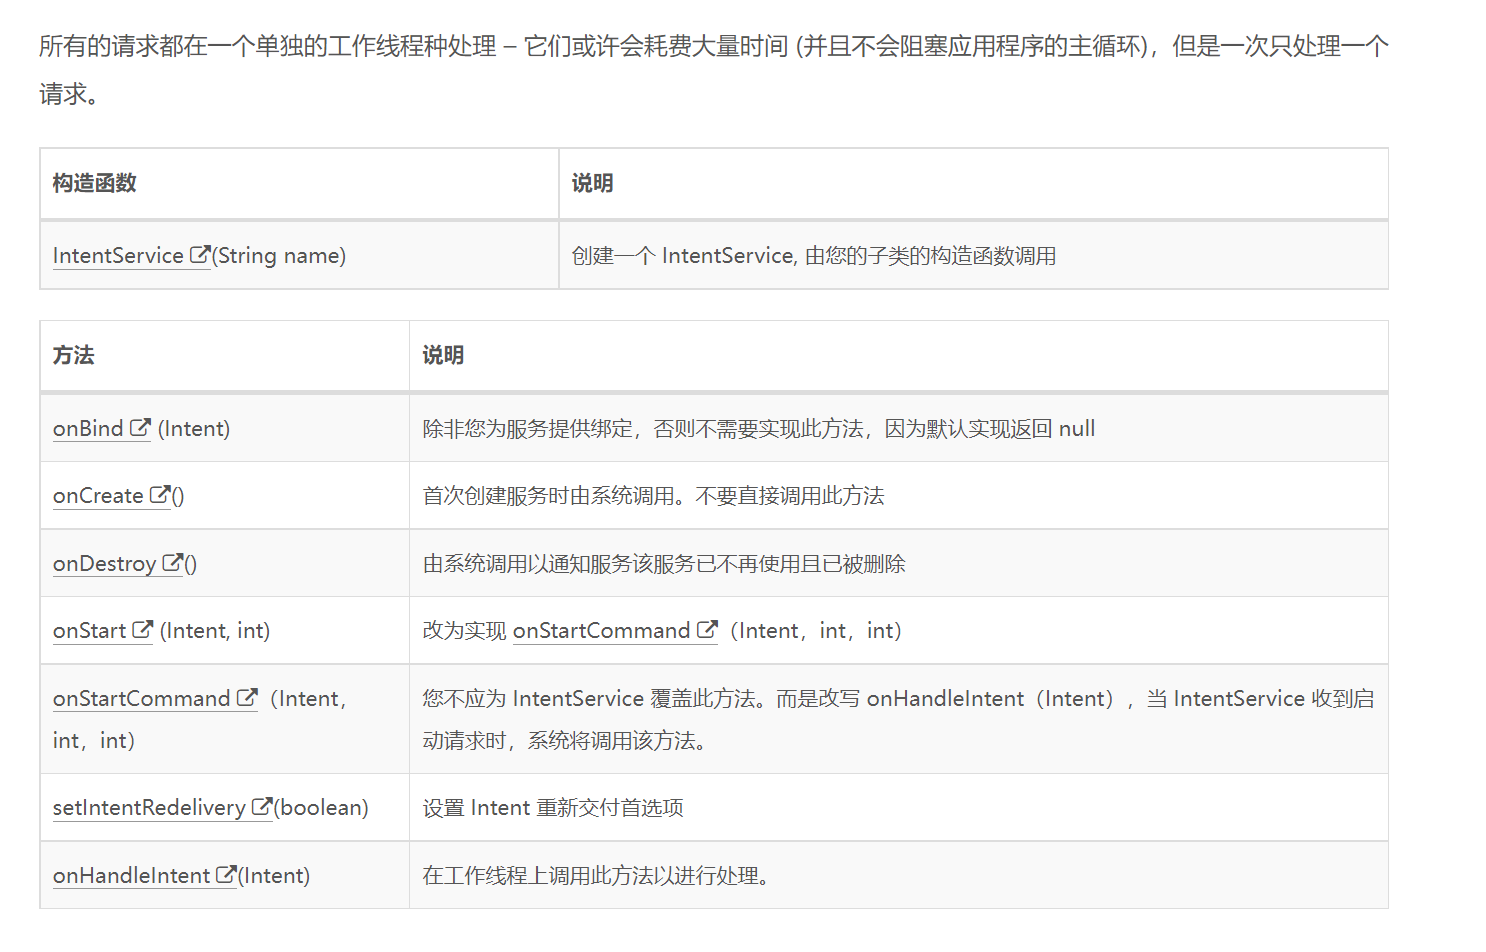 所有的请求都在一个单独的工作线程种处理 – 它们或许会耗费大量时间 (并且不会阻塞应用程序的主循环)，但是一次只处理一个
请求。
构造函数 说明
IntentService (String name) 创建一个 IntentService, 由您的子类的构造函数调用
方法 说明
onBind (Intent) 除非您为服务提供绑定，否则不需要实现此方法，因为默认实现返回 null
onCreate () 首次创建服务时由系统调用。不要直接调用此方法
onDestroy () 由系统调用以通知服务该服务已不再使用且已被删除
onStart (Intent, int) 改为实现 onStartCommand （Intent，int，int）
onStartCommand （Intent，
int，int）
您不应为 IntentService 覆盖此方法。而是改写 onHandleIntent（Intent），当 IntentService 收到启
动请求时，系统将调用该方法。
setIntentRedelivery (boolean) 设置 Intent 重新交付首选项
onHandleIntent (Intent) 在工作线程上调用此方法以进行处理。